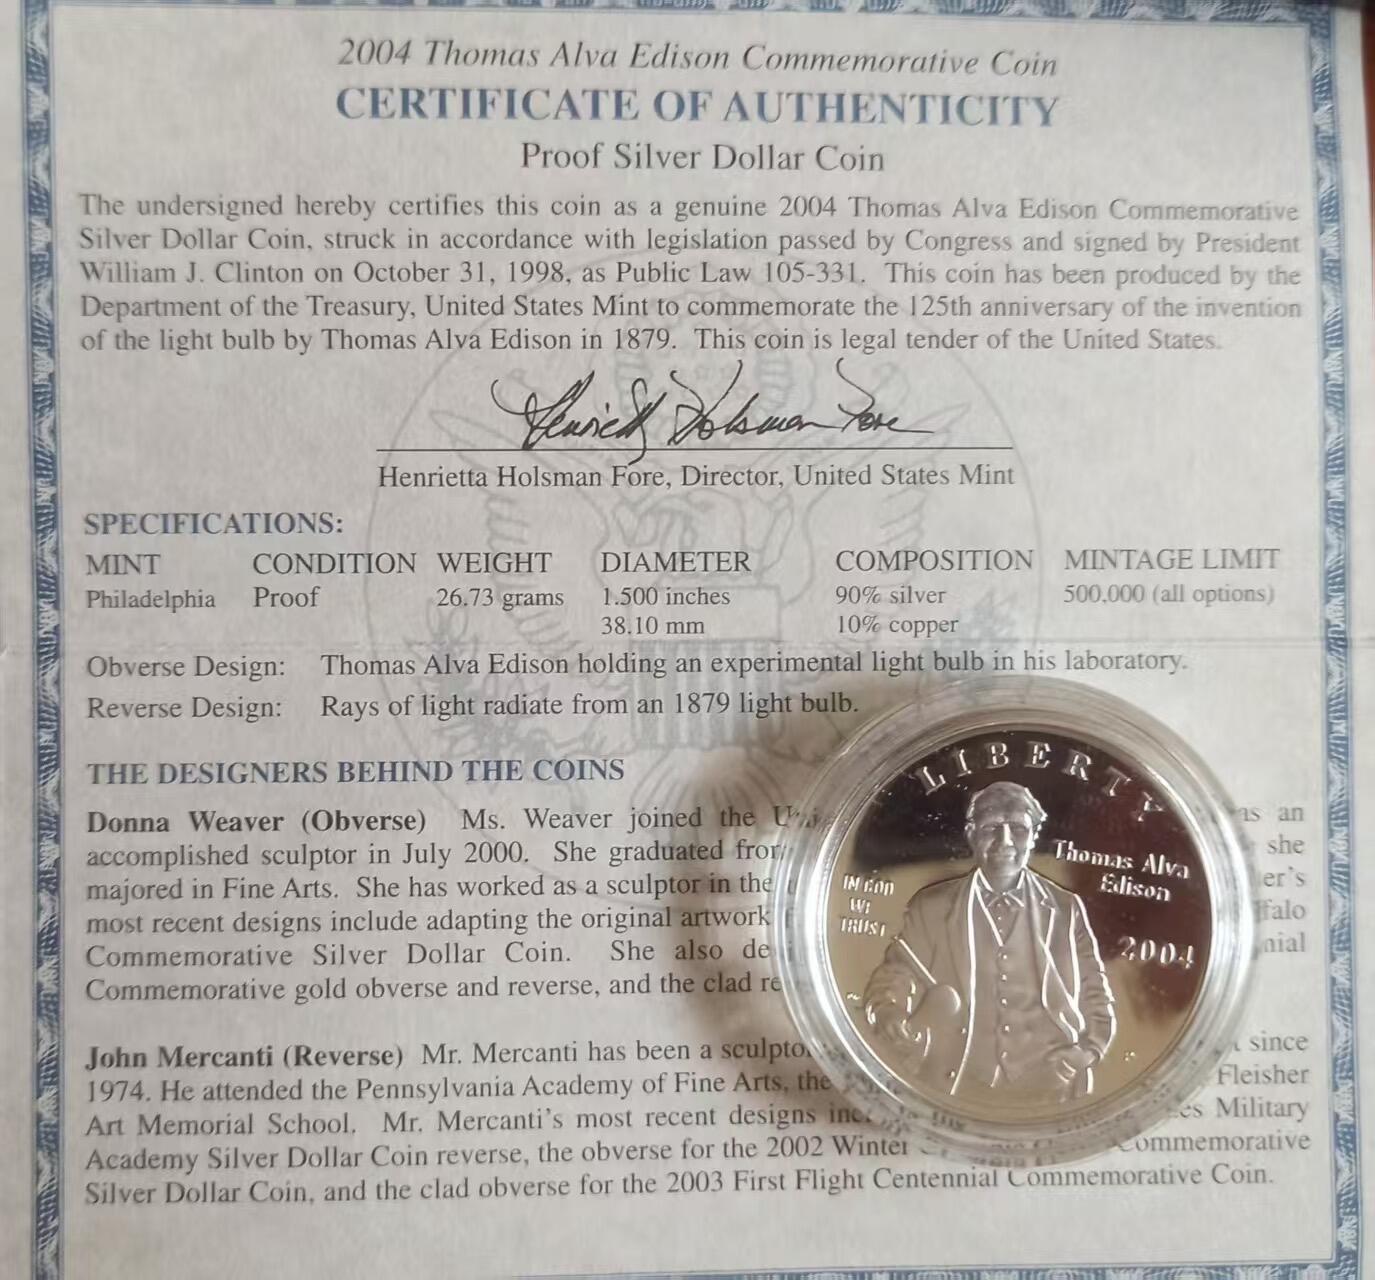 2004 Thomas Alva Edison Commemorative Coin
CERTIFICATE OF AUTHENTICITY
Proof Silver Dollar Coin
The undersigned hereby certifies this coin as a genuine 2004 Thomas Alva Edison Commemorative
Silver Dollar Coin, struck in accordance with legislation passed by Congress and signed by President
William J. Clinton on October 31, 1998, as Public Law 105-331. This coin has been produced by the
Department of the Treasury, United States Mint to commemorate the 125th anniversary of the invention
of the light bulb by Thomas Alva Edison in 1879. This coin is legal tender of the United States.
Henrietta Holsman Fore
Henrietta Holsman Fore, Director, United States Mint
SPECIFICATIONS:
MINT CONDITION WEIGHT DIAMETER COMPOSITION MINTAGE LIMIT
Philadelphia Proof 26.73 grams 1.500 inches 90% silver 500,000 (all options)
38.10 mm 10% copper
Obverse Design: Thomas Alva Edison holding an experimental light bulb in his laboratory.
Reverse Design: Rays of light radiate from an 1879 light bulb.
THE DESIGNERS BEHIND THE COINS
Donna Weaver (Obverse) Ms. Weaver joined the an
accomplished sculptor in July 2000. She graduated she
majored in Fine Arts. She has worked as a sculptor in the
most recent designs include adapting the original artwork
Commemorative Silver Dollar Coin. She also
Commemorative gold obverse and reverse, and the clad
John Mercanti (Reverse) Mr. Mercanti has been a since
1974. He attended the Pennsylvania Academy of Fine Arts, the Fleisher
Art Memorial School. Mr. Mercanti's most recent designs Military
Academy Silver Dollar Coin reverse, the obverse for the 2002 Winter Commemorative
Silver Dollar Coin, and the clad obverse for the 2003 First Flight Centennial Commemorative Coin.
LIBERTY
Thomas Alva
Edison
IN GOD
WE
TRUST
2004